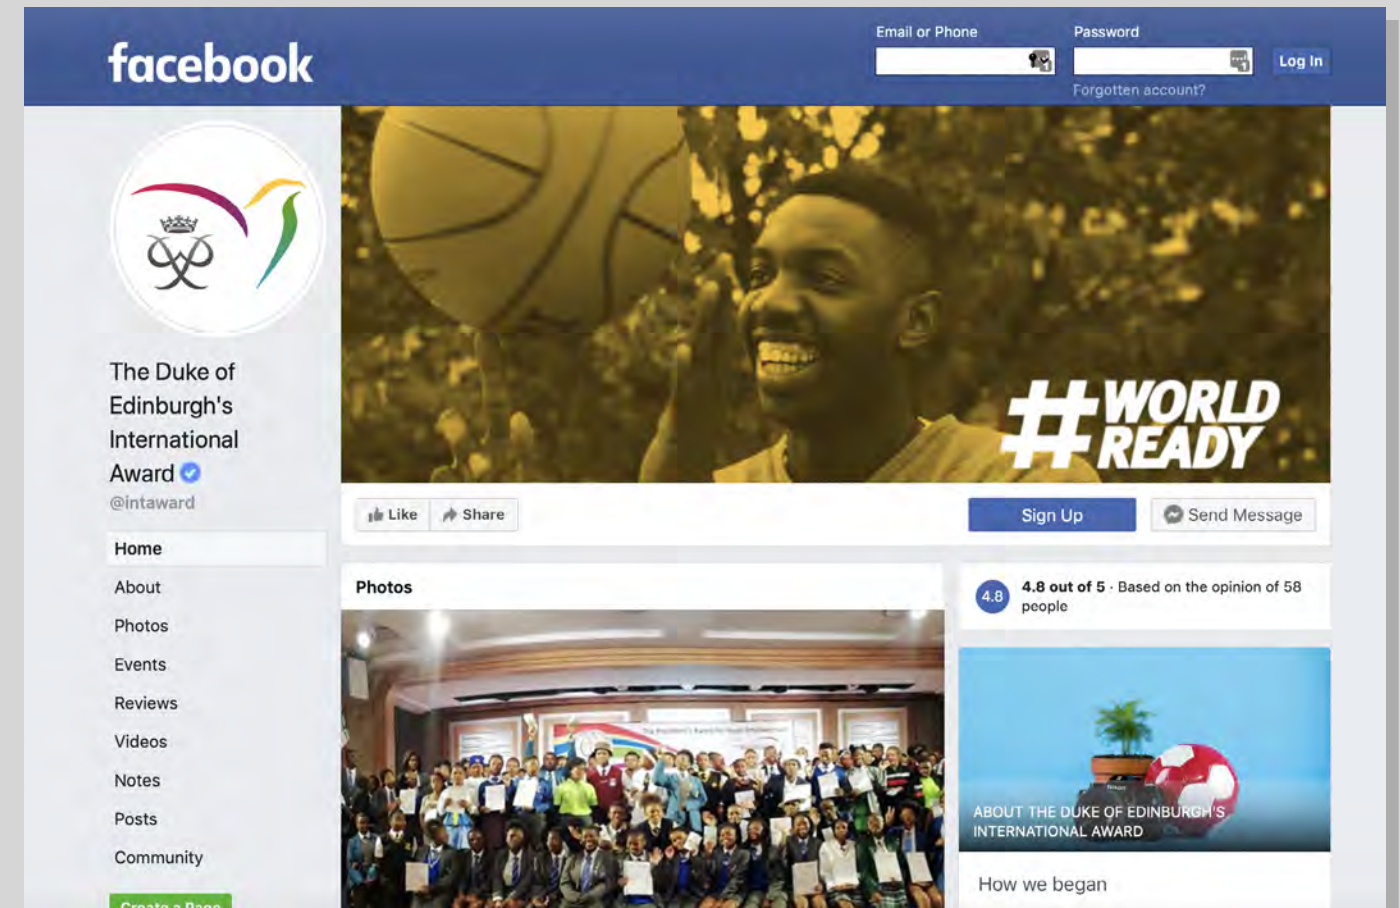 facebook
Email or Phone
Password
Log In
Forgotten account?
The Duke of
Edinburgh's
International
Award
@intaward
#WORLD
READY
Like
Share
Sign Up
Send Message
Home
About
Photos
Events
Reviews
Videos
Notes
Posts
Community
Create a Page
Photos
4.8
4.8 out of 5 · Based on the opinion of 58
people
ABOUT THE DUKE OF EDINBURGH'S
INTERNATIONAL AWARD
How we began